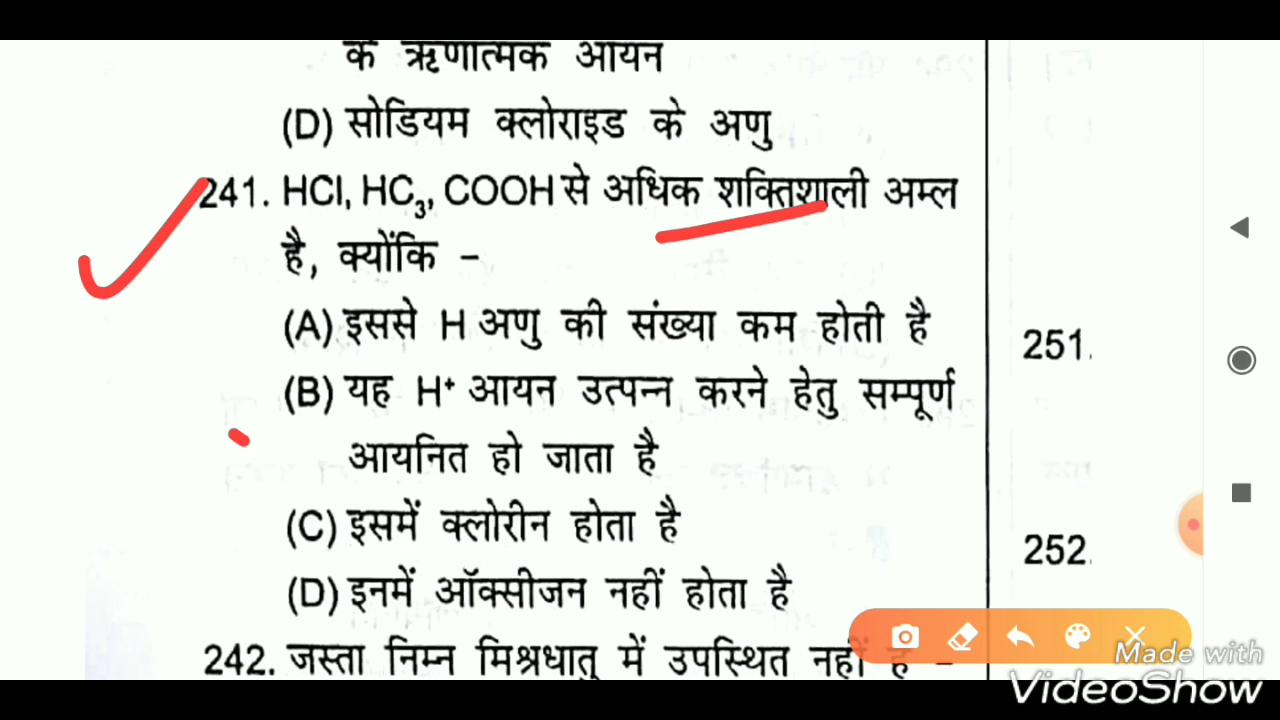 के ऋणात्मक आयन
(D) सोडियम क्लोराइड के अणु
241. HCl, HC₃, COOH से अधिक शक्तिशाली अम्ल
है, क्योंकि -
(A) इससे H अणु की संख्या कम होती है
(B) यह H⁺ आयन उत्पन्न करने हेतु सम्पूर्ण
आयनित हो जाता है
(C) इसमें क्लोरीन होता है
(D) इनमें ऑक्सीजन नहीं होता है
242. जस्ता निम्न मिश्रधातु में उपस्थित नहीं है -
251.
252.
Made with
VideoShow